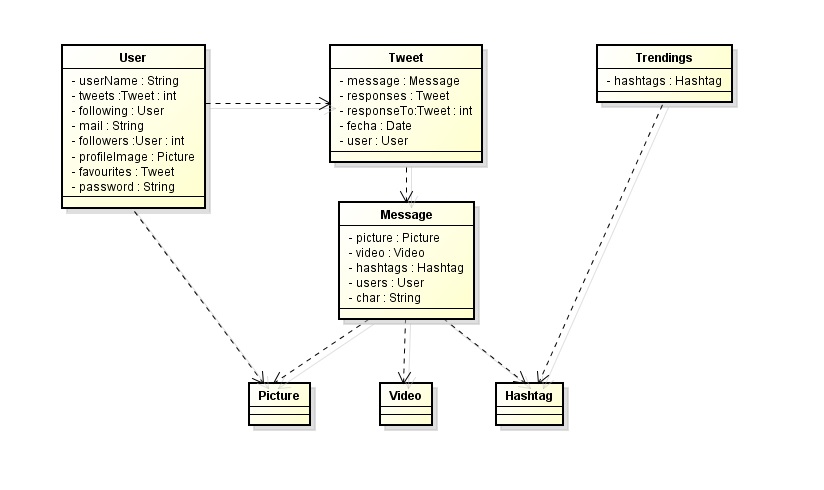 User
- userName : String
- tweets :Tweet : int
- following : User
- mail : String
- followers :User : int
- profileImage : Picture
- favourites : Tweet
- password : String
Tweet
- message : Message
- responses : Tweet
- responseTo:Tweet : int
- fecha : Date
- user : User
Trendings
- hashtags : Hashtag
Message
- picture : Picture
- video : Video
- hashtags : Hashtag
- users : User
- char : String
Picture
Video
Hashtag